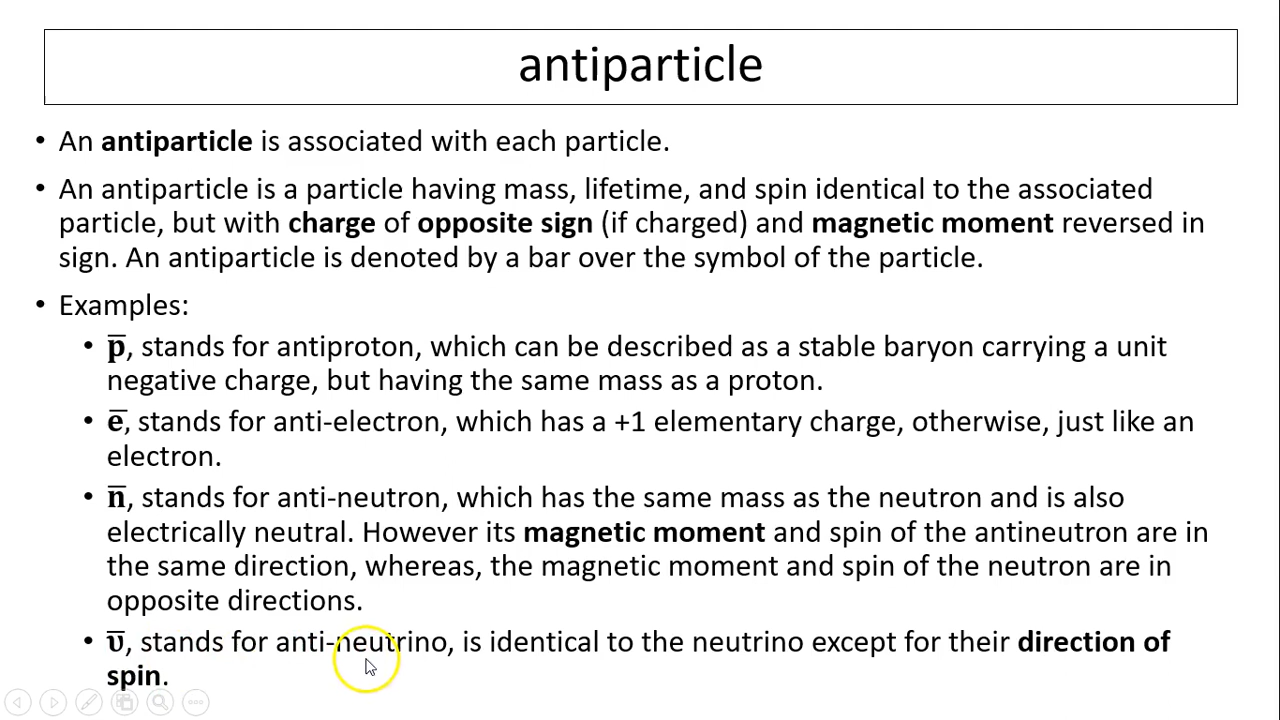 antiparticle
• An antiparticle is associated with each particle.
• An antiparticle is a particle having mass, lifetime, and spin identical to the associated
particle, but with charge of opposite sign (if charged) and magnetic moment reversed in
sign. An antiparticle is denoted by a bar over the symbol of the particle.
• Examples:
• p̅, stands for antiproton, which can be described as a stable baryon carrying a unit
negative charge, but having the same mass as a proton.
• e̅, stands for anti-electron, which has a +1 elementary charge, otherwise, just like an
electron.
• n̅, stands for anti-neutron, which has the same mass as the neutron and is also
electrically neutral. However its magnetic moment and spin of the antineutron are in
the same direction, whereas, the magnetic moment and spin of the neutron are in
opposite directions.
• υ̅, stands for anti-neutrino, is identical to the neutrino except for their direction of
spin.